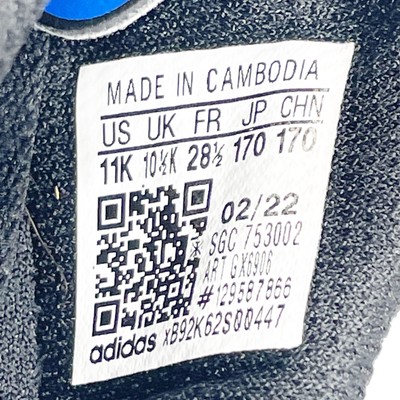 MADE IN CAMBODIA
US UK FR JP CHN
11K 10½K 28½ 170 170
02/22
SGC 753002
ART GX6906
#129587866
adidas XB92K62S00447